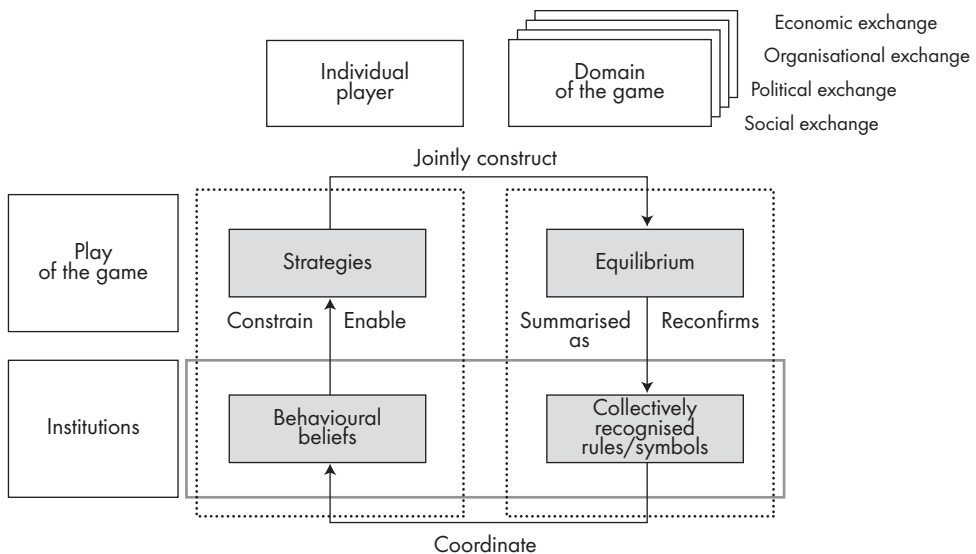 Individual
player
Domain
of the game
Economic exchange
Organisational exchange
Political exchange
Social exchange
Jointly construct
Play
of the game
Strategies
Equilibrium
Constrain Enable
Summarised
as
Reconfirms
Institutions
Behavioural
beliefs
Collectively
recognised
rules/symbols
Coordinate